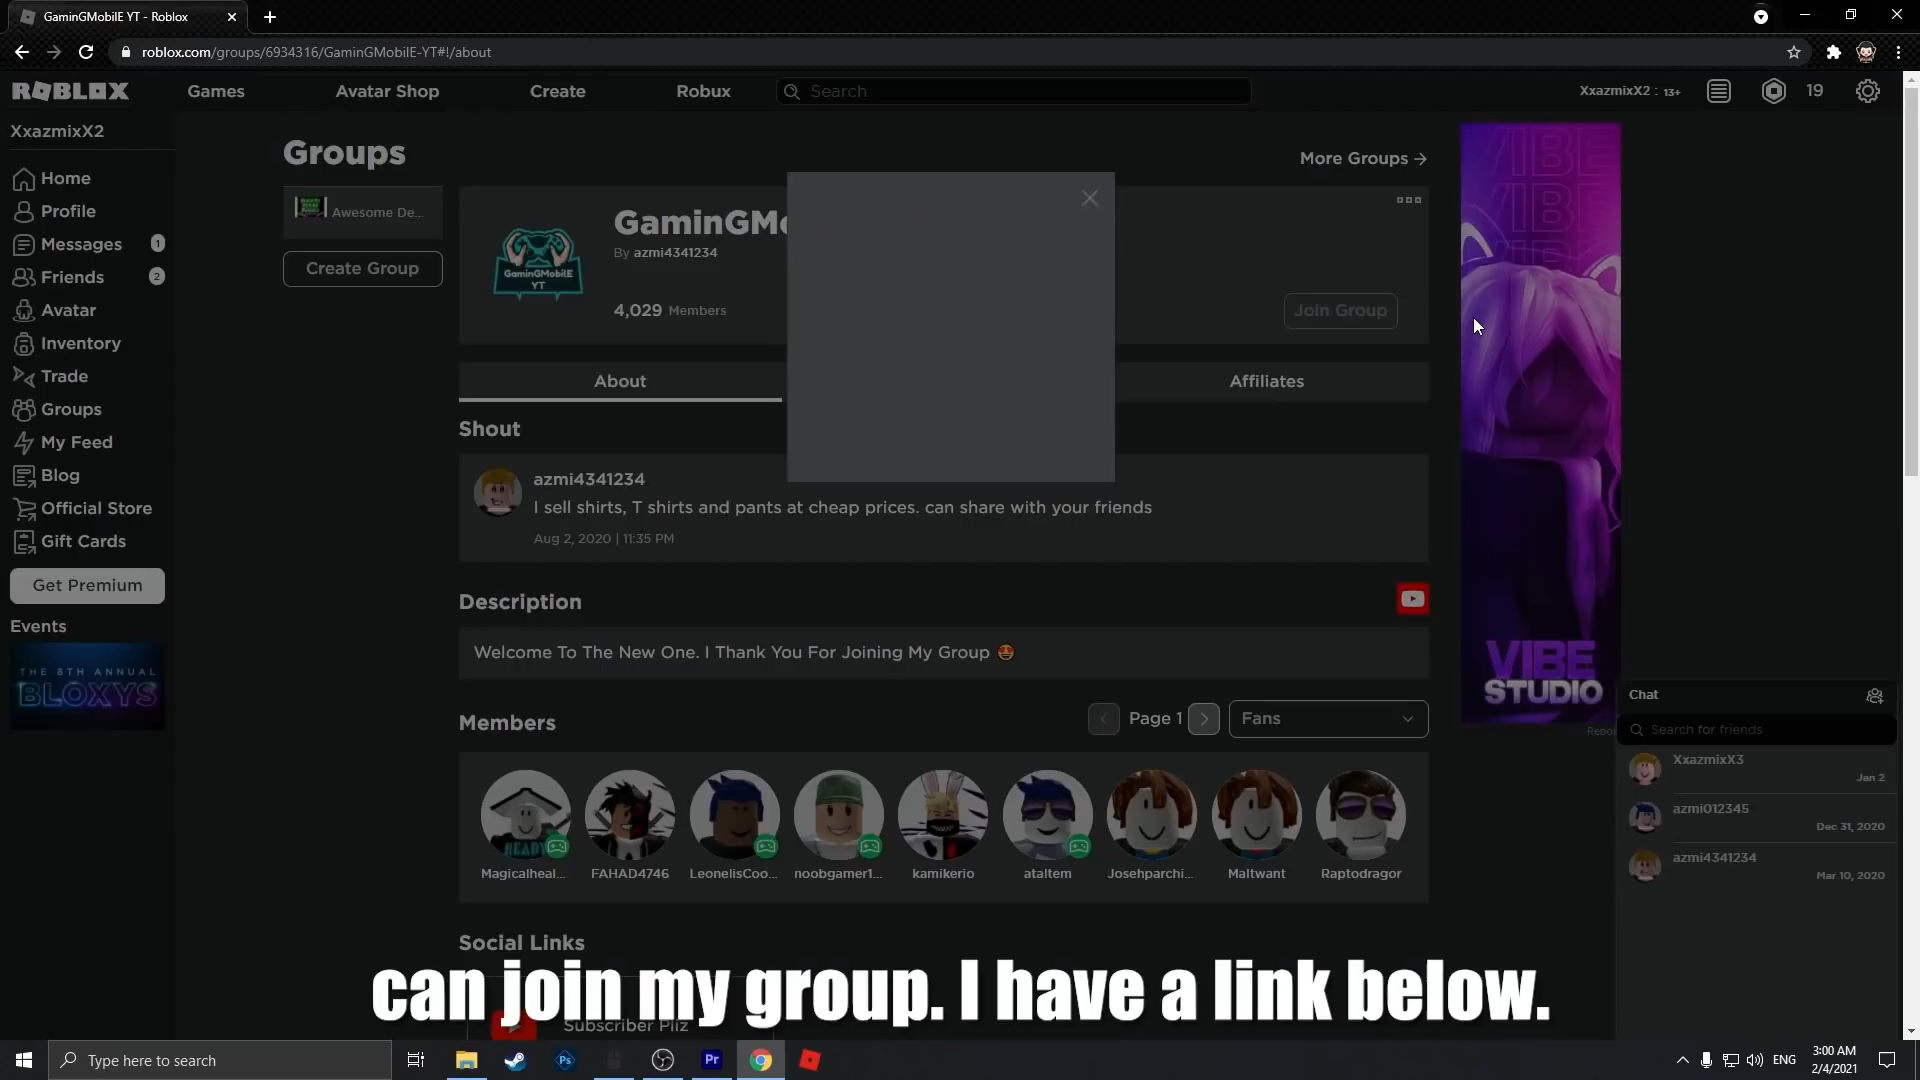 GaminGMobilE YT - Roblox
roblox.com/groups/6934316/GaminGMobilE-YT#!/about
ROBLOX
Games
Avatar Shop
Create
Robux
Search
XxazmixX2 : 13+
19
XxazmixX2
Home
Profile
Messages
1
Friends
2
Avatar
Inventory
Trade
Groups
My Feed
Blog
Official Store
Gift Cards
Get Premium
Events
THE 8TH ANNUAL
BLOXYS
Groups
More Groups →
Awesome De...
Create Group
GaminGMobilE
YT
GaminGMo
By azmi4341234
4,029 Members
Join Group
About
Affiliates
Shout
azmi4341234
I sell shirts, T shirts and pants at cheap prices. can share with your friends
Aug 2, 2020 | 11:35 PM
Description
Welcome To The New One. I Thank You For Joining My Group 🤩
Members
Page 1
Fans
READY
Magicalheal...
FAHAD4746
LeonelisCoo...
noobgamer1...
kamikerio
ataltem
Josehparchi...
Maltwant
Raptodragor
Social Links
Subscriber Pliz
VIBE
VIBE
VIBE
VIBE
STUDIO
Chat
Search for friends
XxazmixX3
Jan 2
azmi012345
Dec 31, 2020
azmi4341234
Mar 10, 2020
can join my group. I have a link below.
Type here to search
Ps
Pr
ENG
3:00 AM
2/4/2021